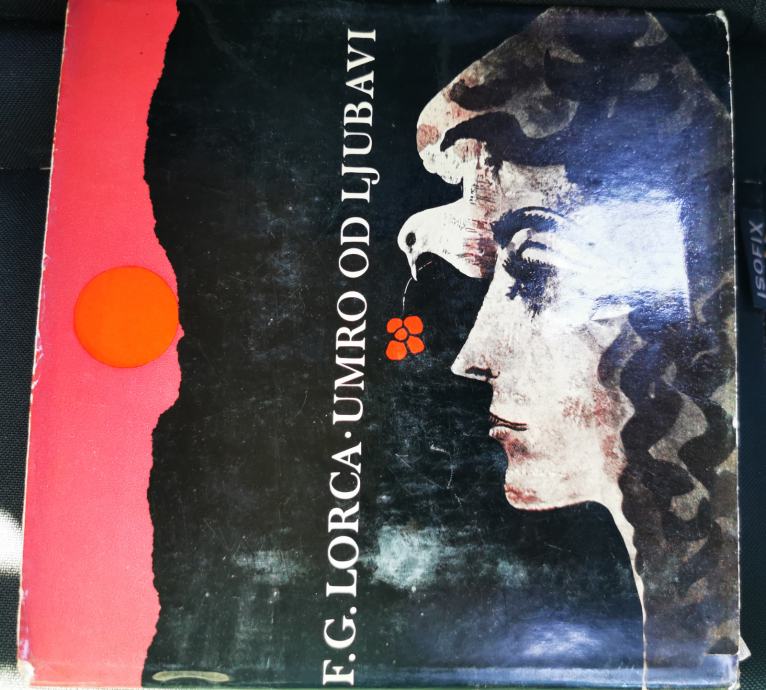 F.G. LORCA · UMRO OD LJUBAVI
ISOFIX